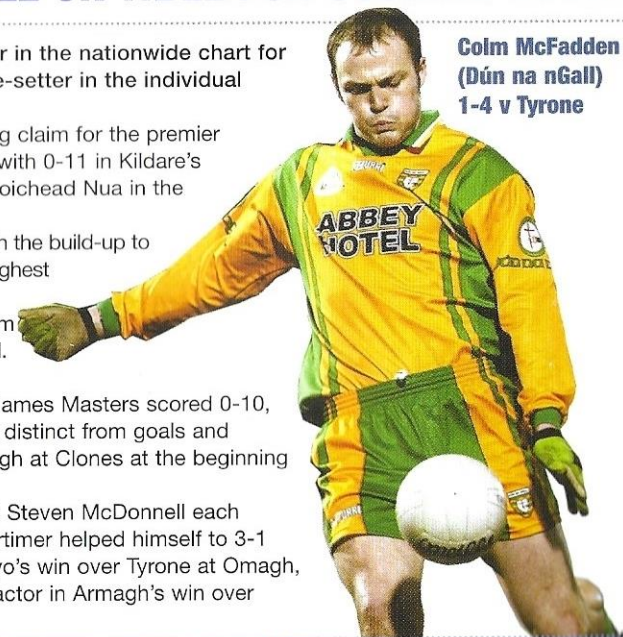 Colm McFadden
(Dún na nGall)
1-4 v Tyrone
r in the nationwide chart for
e-setter in the individual
g claim for the premier
with 0-11 in Kildare's
oichead Nua in the
n the build-up to
ghest
m
l.
ames Masters scored 0-10,
distinct from goals and
gh at Clones at the beginning
Steven McDonnell each
rtimer helped himself to 3-1
o's win over Tyrone at Omagh,
actor in Armagh's win over
ABBEY
HOTEL